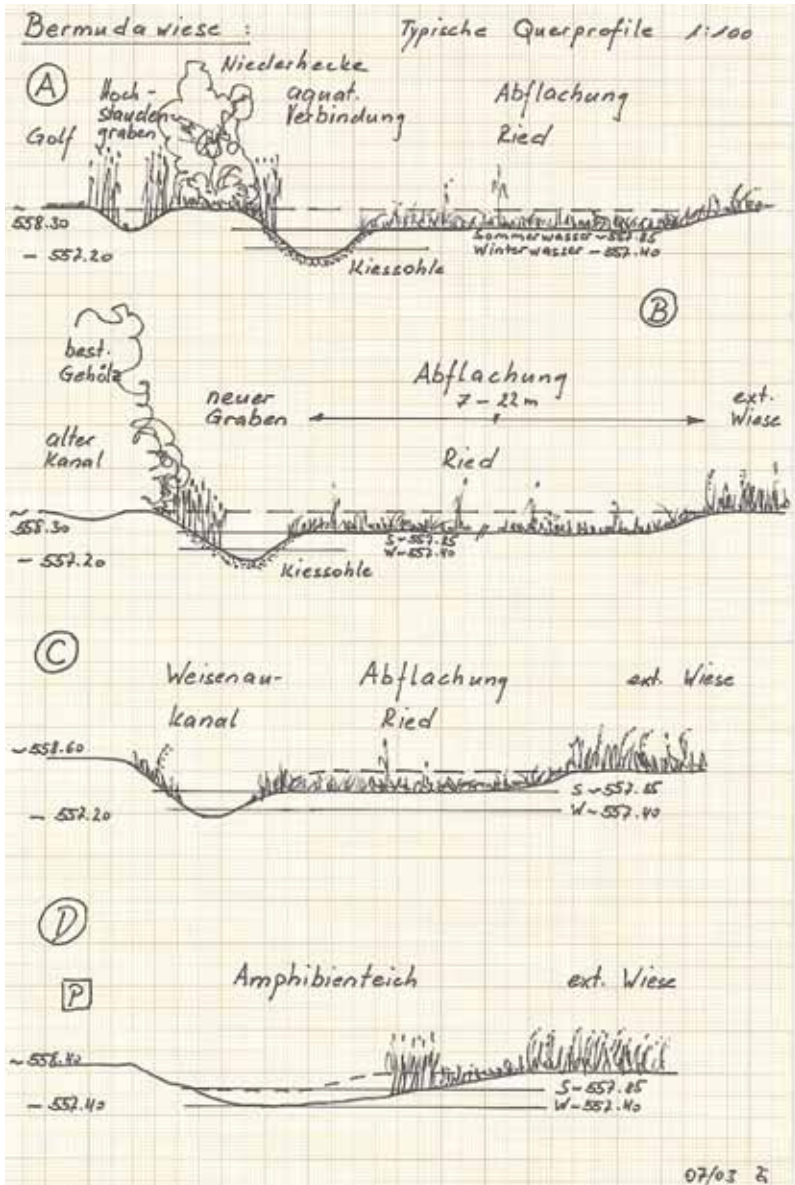 Bermudawiese : Typische Querprofile 1:100
A
Niederhecke
Hoch-
stauden-
graben
aquat.
Verbindung
Abflachung
Ried
Golf
~
558.30
- 557.20
Sommerwasser ~ 557.85
Winterwasser ~ 557.40
Kiessohle
B
best.
Gehölz
Abflachung
7 – 22 m
neuer
Graben
ext.
Wiese
alter
Kanal
Ried
~
558.30
- 557.20
S ~ 557.85
W ~ 557.40
Kiessohle
C
Weisenau-
kanal
Abflachung
Ried
ext. Wiese
~ 558.60
- 557.20
S ~ 557.85
W ~ 557.40
D
P
Amphibienteich
ext. Wiese
~ 558.40
- 557.40
S ~ 557.85
W ~ 557.40
07/03